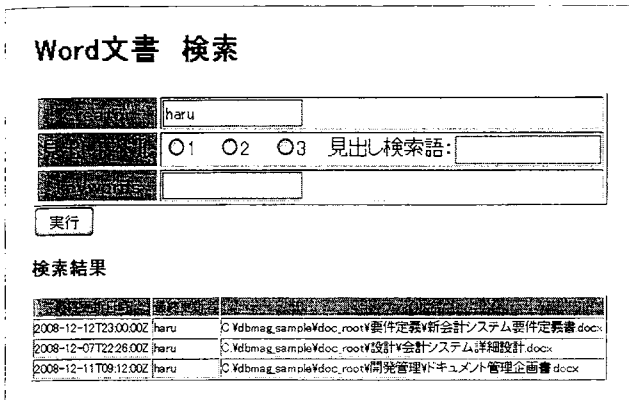 Word文書 検索
haru
○1 ○2 ○3 見出し検索語:
実行
検索結果
2008-12-12T23:00:00Z haru C:¥dbmag_sample¥doc_root¥要件定義¥新会計システム要件定義書.docx
2008-12-07T22:26:00Z haru C:¥dbmag_sample¥doc_root¥設計¥会計システム詳細設計.docx
2008-12-11T09:12:00Z haru C:¥dbmag_sample¥doc_root¥開発管理¥ドキュメント管理企画書.docx